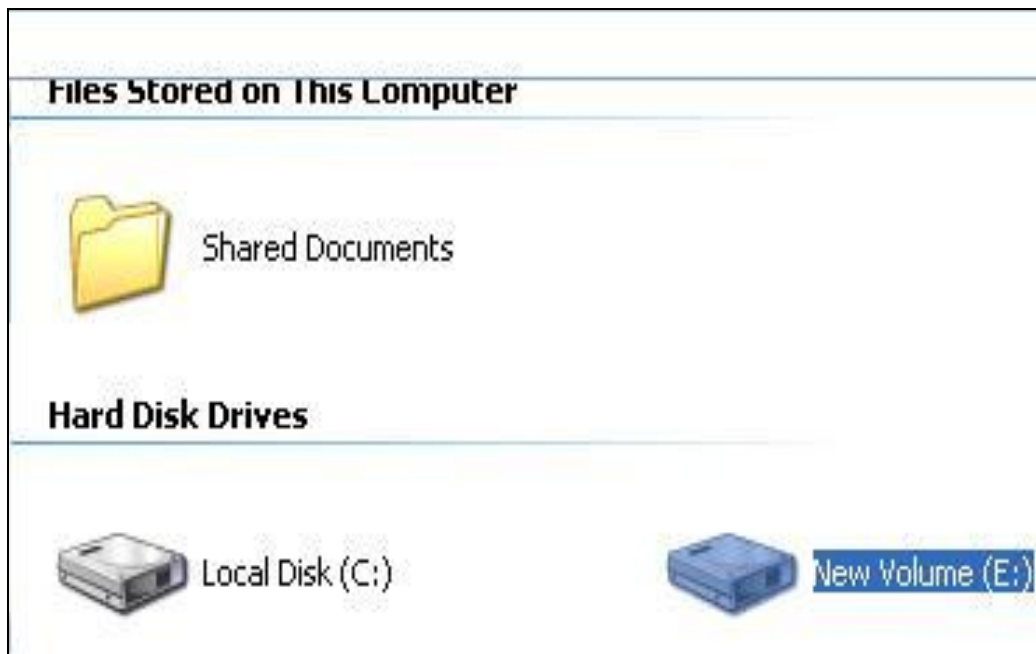 Files Stored on This Computer
Shared Documents
Hard Disk Drives
Local Disk (C:)
New Volume (E:)